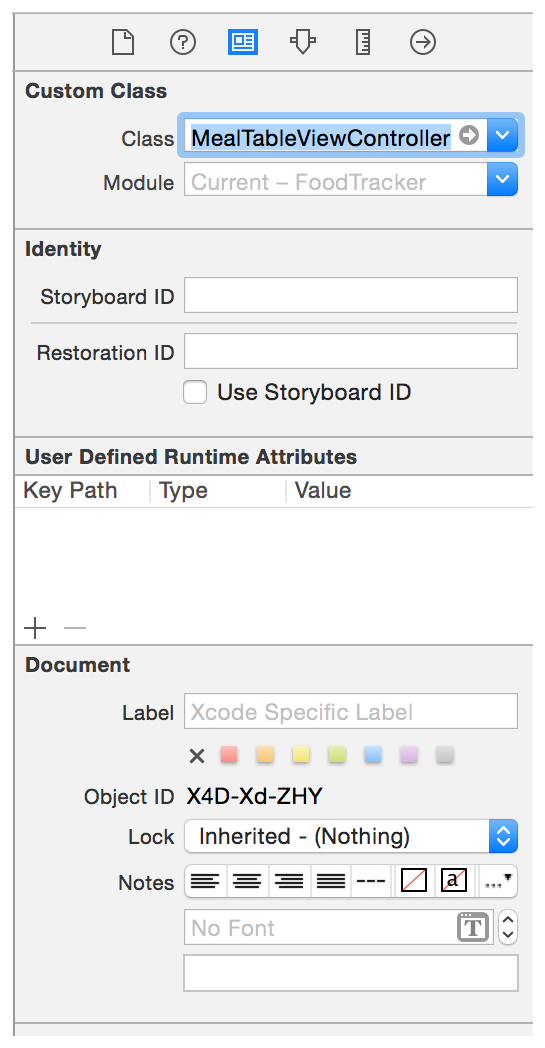 Custom Class
Class MealTableViewController
Module Current – FoodTracker
Identity
Storyboard ID
Restoration ID
Use Storyboard ID
User Defined Runtime Attributes
Key Path Type Value
Document
Label Xcode Specific Label
Object ID X4D-Xd-ZHY
Lock Inherited - (Nothing)
Notes --- a ...
No Font T